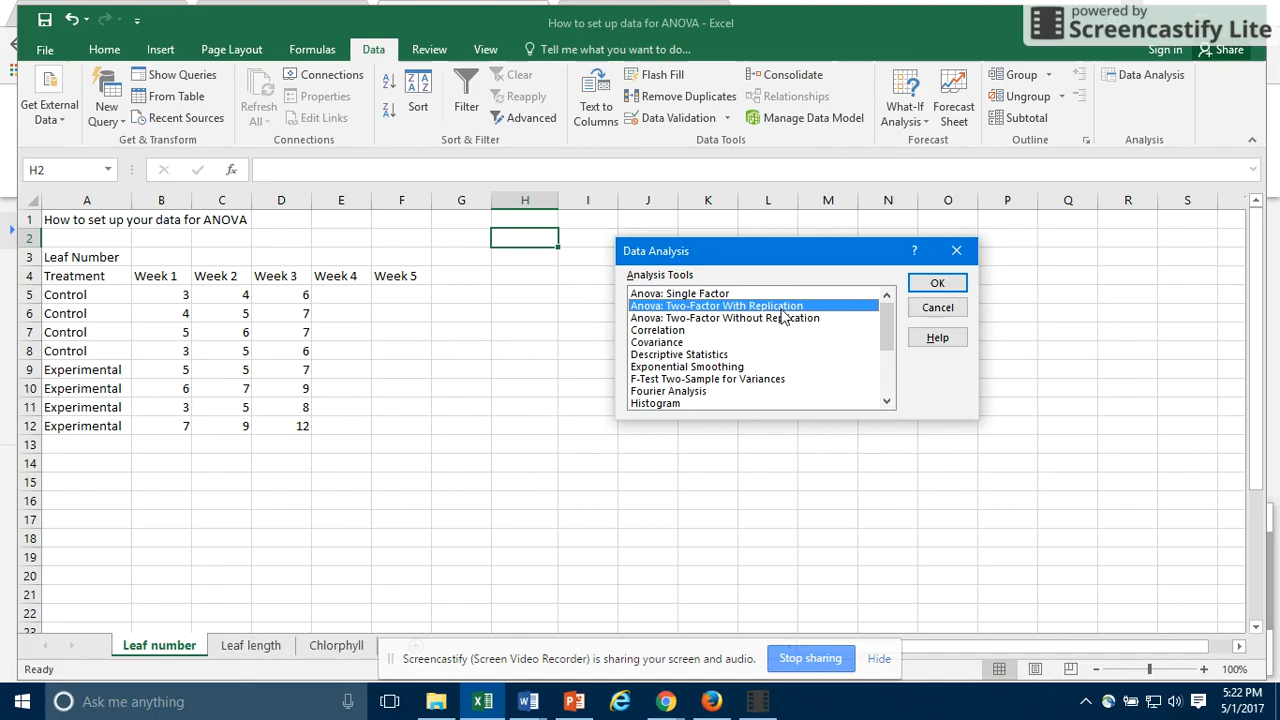 How to set up data for ANOVA - Excel
powered by
Screencastify Lite
File Home Insert Page Layout Formulas Data Review View Tell me what you want to do... Sign in Share
Get External Data
New Query
Show Queries
From Table
Recent Sources
Get & Transform
Refresh All
Connections
Properties
Edit Links
Connections
Sort
Filter
Clear
Reapply
Advanced
Sort & Filter
Text to Columns
Flash Fill
Remove Duplicates
Data Validation
Consolidate
Relationships
Manage Data Model
Data Tools
What-If Analysis
Forecast Sheet
Forecast
Group
Ungroup
Subtotal
Outline
Data Analysis
Analysis
H2 fx
A B C D E F G H I J K L M N O P Q R S
1 How to set up your data for ANOVA
2
3 Leaf Number
4 Treatment Week 1 Week 2 Week 3 Week 4 Week 5
5 Control 3 4 6
6 Control 4 5 7
7 Control 5 6 7
8 Control 3 5 6
9 Experimental 5 5 7
10 Experimental 6 7 9
11 Experimental 3 5 8
12 Experimental 7 9 12
13
14
15
16
17
18
19
20
21
22
23
Data Analysis ?
Analysis Tools
Anova: Single Factor
Anova: Two-Factor With Replication
Anova: Two-Factor Without Replication
Correlation
Covariance
Descriptive Statistics
Exponential Smoothing
F-Test Two-Sample for Variances
Fourier Analysis
Histogram
OK
Cancel
Help
Leaf number Leaf length Chlorphyll
Screencastify (Screen Video Recorder) is sharing your screen and audio. Stop sharing Hide
Ready 100%
Ask me anything
5:22 PM
5/1/2017